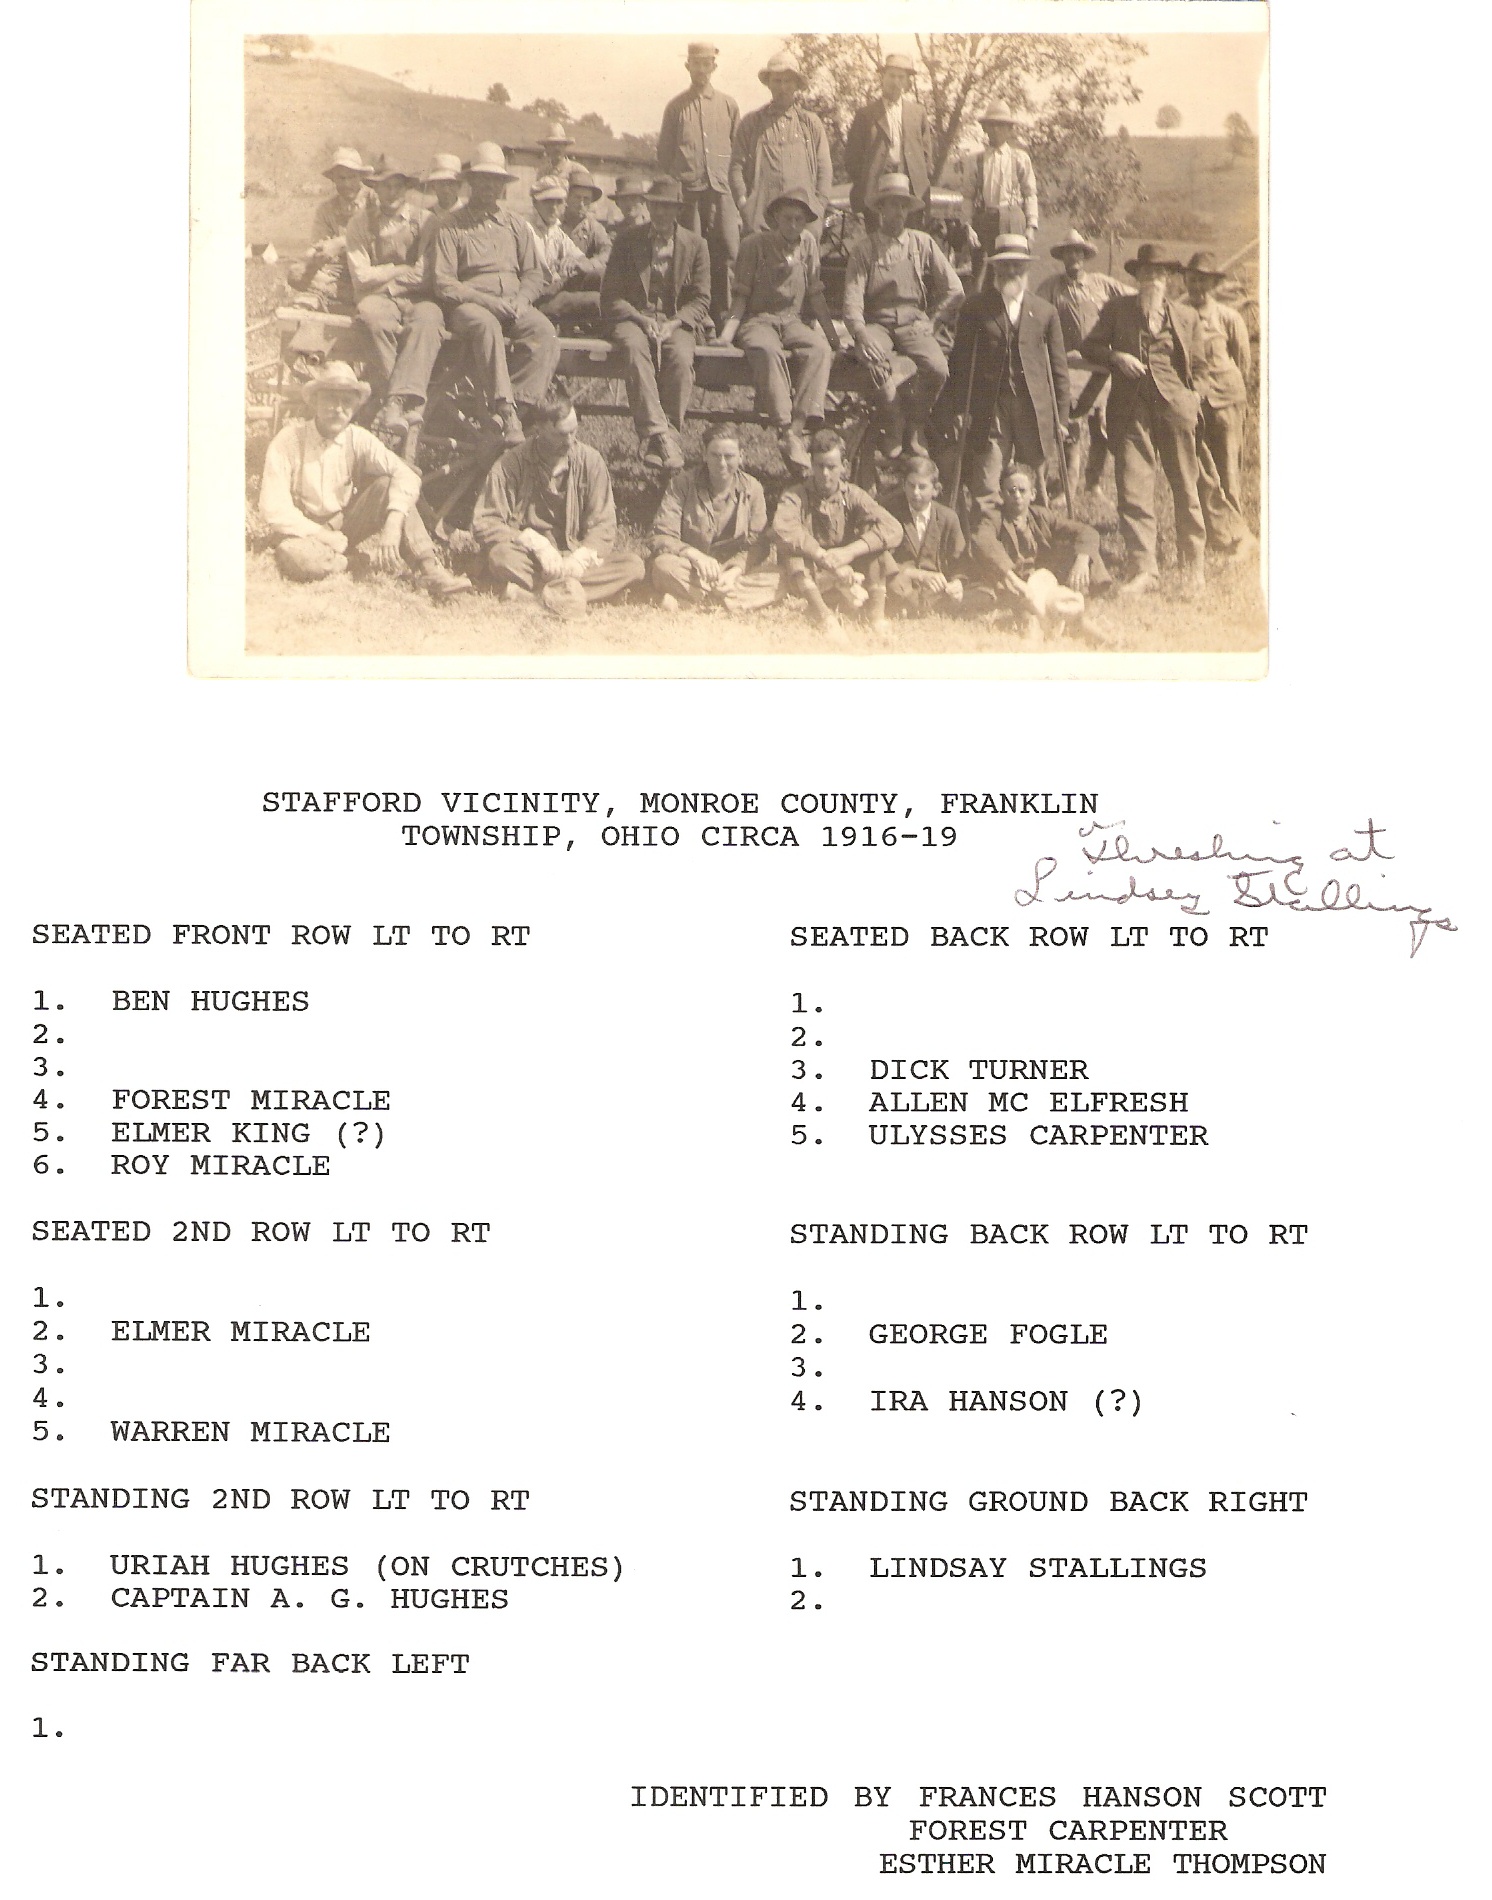 STAFFORD VICINITY, MONROE COUNTY, FRANKLIN
TOWNSHIP, OHIO CIRCA 1916-19
Threshing at
Lindsey Stallings
SEATED FRONT ROW LT TO RT
1. BEN HUGHES
2.
3.
4. FOREST MIRACLE
5. ELMER KING (?)
6. ROY MIRACLE
SEATED BACK ROW LT TO RT
1.
2.
3. DICK TURNER
4. ALLEN MC ELFRESH
5. ULYSSES CARPENTER
SEATED 2ND ROW LT TO RT
1.
2. ELMER MIRACLE
3.
4.
5. WARREN MIRACLE
STANDING BACK ROW LT TO RT
1.
2. GEORGE FOGLE
3.
4. IRA HANSON (?)
STANDING 2ND ROW LT TO RT
1. URIAH HUGHES (ON CRUTCHES)
2. CAPTAIN A. G. HUGHES
STANDING GROUND BACK RIGHT
1. LINDSAY STALLINGS
2.
STANDING FAR BACK LEFT
1.
IDENTIFIED BY FRANCES HANSON SCOTT
FOREST CARPENTER
ESTHER MIRACLE THOMPSON